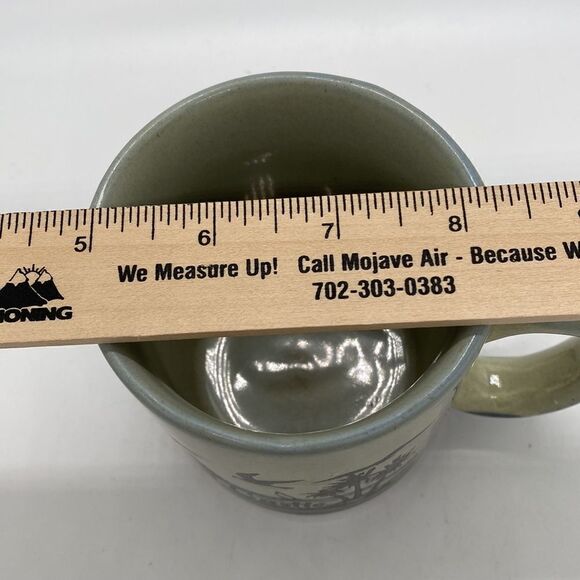 5 6 7 8
We Measure Up! Call Mojave Air - Because W
702-303-0383
IONING